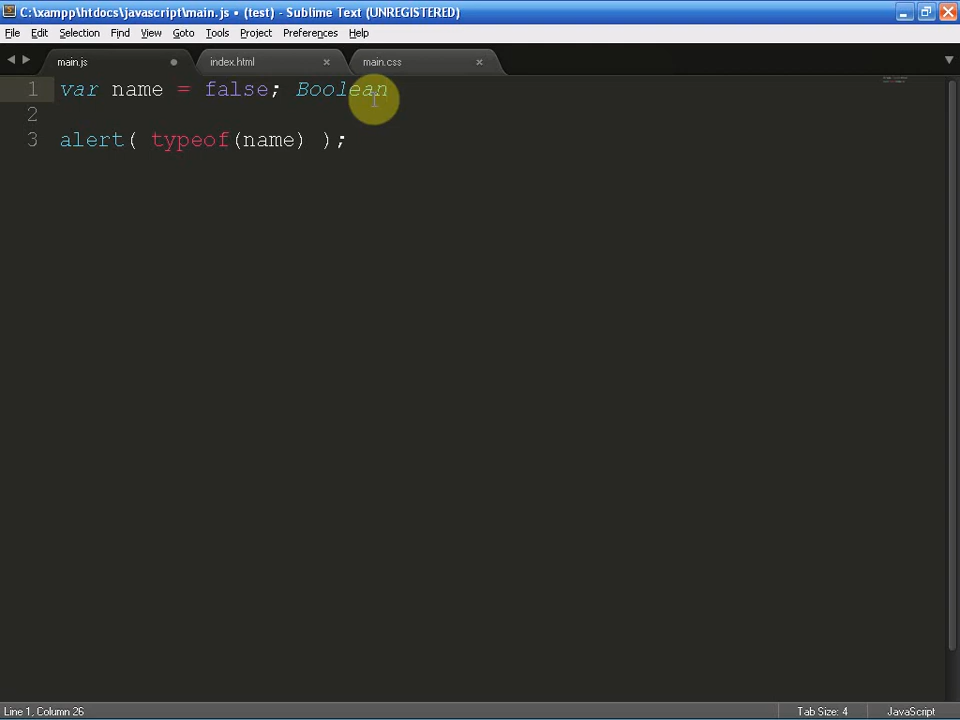 C:\xampp\htdocs\javascript\main.js • (test) - Sublime Text (UNREGISTERED)
File Edit Selection Find View Goto Tools Project Preferences Help
main.js index.html main.css
1 var name = false; Boolean
2
3 alert( typeof(name) );
Line 1, Column 26 Tab Size: 4 JavaScript